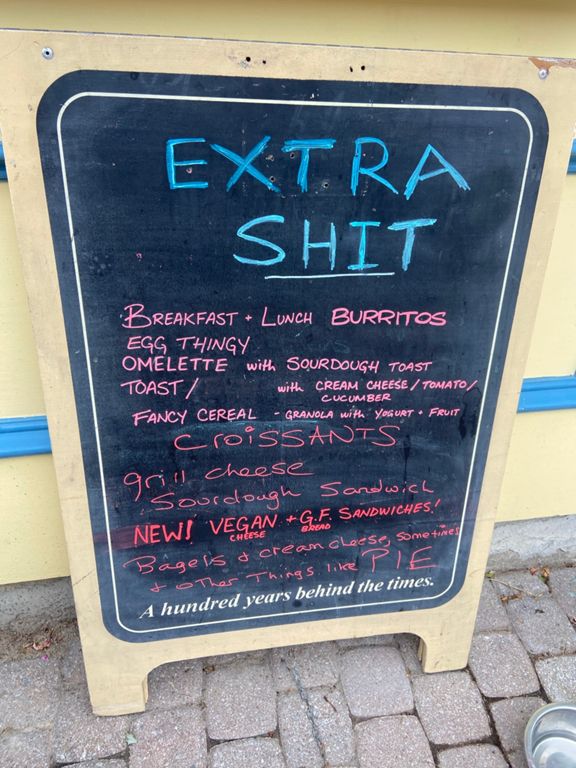 EXTRA
SHIT
BREAKFAST + LUNCH BURRITOS
EGG THINGY
OMELETTE with SOURDOUGH TOAST
TOAST/ with CREAM CHEESE/TOMATO/
CUCUMBER
FANCY CEREAL - GRANOLA with YOGURT + FRUIT
CROISSANTS
grill cheese
Sourdough Sandwich
NEW! VEGAN + G.F. SANDWICHES!
CHEESE BREAD
Bagels + cream cheese, sometimes
+ other Things like PIE
A hundred years behind the times.